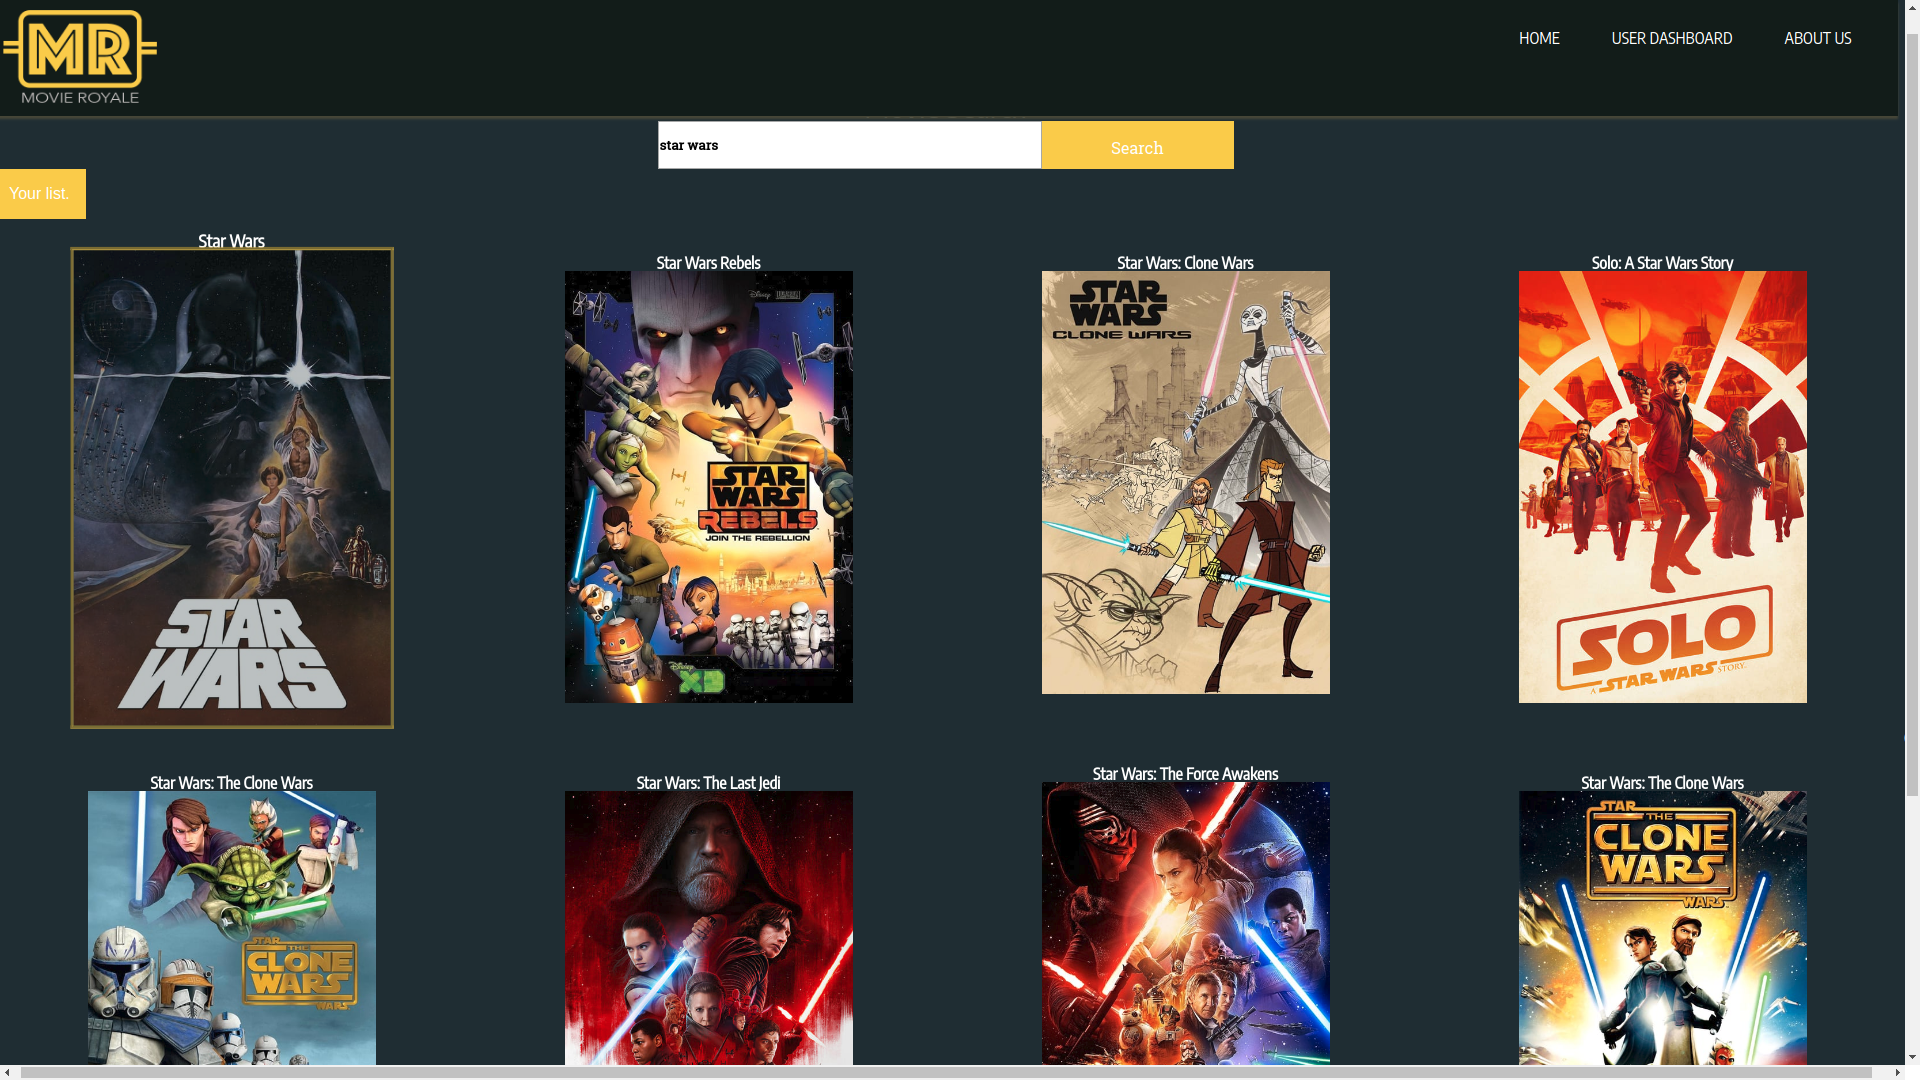 MR
MOVIE ROYALE
HOME
USER DASHBOARD
ABOUT US
star wars
Search
Your list.
Star Wars
STAR
WARS
Star Wars Rebels
Disney
STAR
WARS
REBELS
JOIN THE REBELLION
Disney
XD
Star Wars: Clone Wars
STAR
WARS
CLONE WARS
Solo: A Star Wars Story
SOLO
A STAR WARS STORY
Star Wars: The Clone Wars
STAR
THE
CLONE
WARS
WARS
Star Wars: The Last Jedi
Star Wars: The Force Awakens
Star Wars: The Clone Wars
STAR
THE
CLONE
WARS
WARS